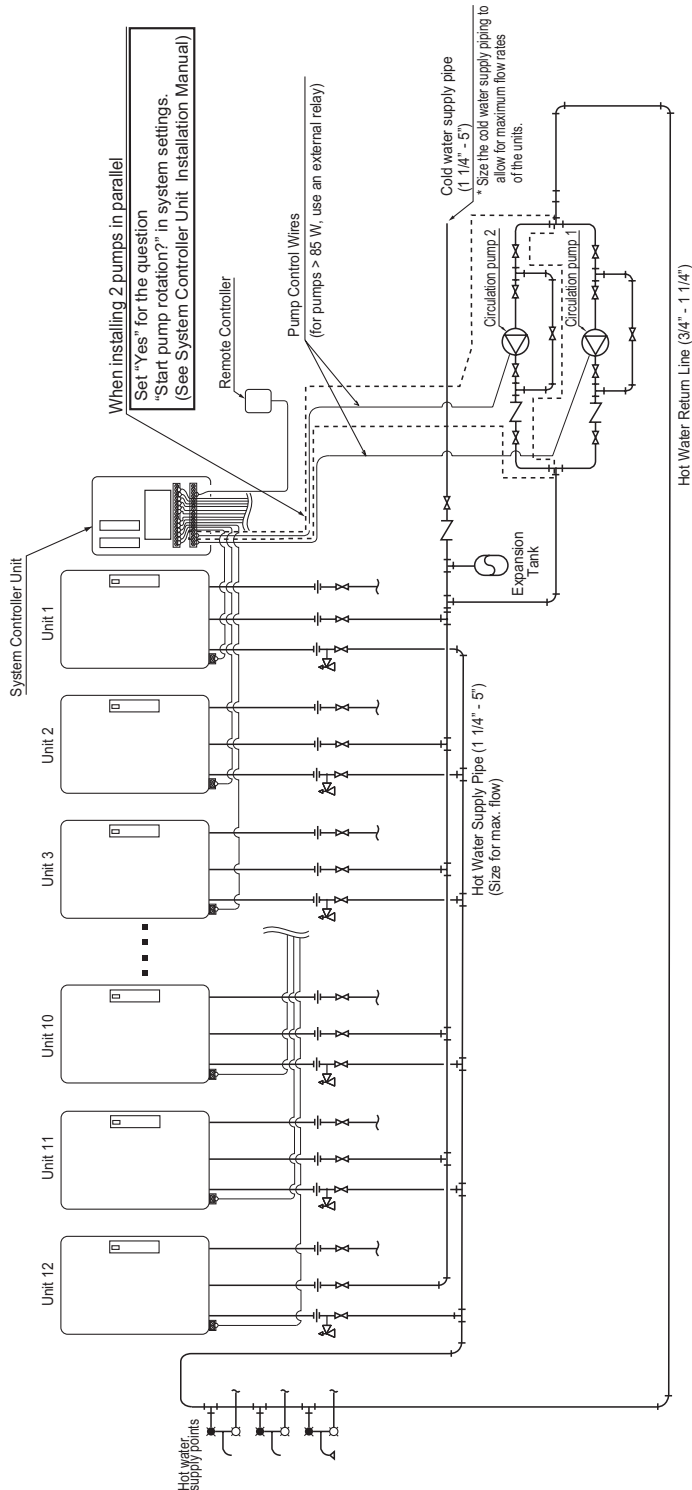 When installing 2 pumps in parallel
Set “Yes” for the question
“Start pump rotation?” in system settings.
(See System Controller Unit Installation Manual)
System Controller Unit
Remote Controller
Pump Control Wires
(for pumps > 85 W, use an external relay)
Cold water supply pipe
(1 1/4” - 5”)
* Size the cold water supply piping to
allow for maximum flow rates
of the units.
Unit 12
Unit 11
Unit 10
Unit 3
Unit 2
Unit 1
Circulation pump 2
Circulation pump 1
Expansion
Tank
Hot Water Supply Pipe (1 1/4” - 5”)
(Size for max. flow)
Hot water
supply points
Hot Water Return Line (3/4” - 1 1/4”)